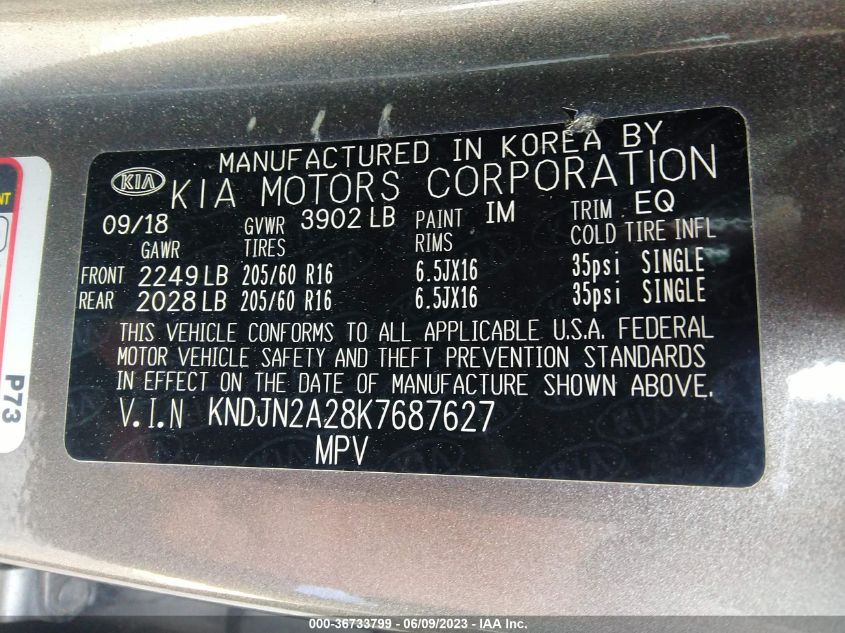 MANUFACTURED IN KOREA BY
KIA KIA MOTORS CORPORATION
09/18 GVWR 3902 LB PAINT IM TRIM EQ
GAWR TIRES RIMS COLD TIRE INFL
FRONT 2249 LB 205/60 R16 6.5JX16 35psi SINGLE
REAR 2028 LB 205/60 R16 6.5JX16 35psi SINGLE
THIS VEHICLE CONFORMS TO ALL APPLICABLE U.S.A. FEDERAL
MOTOR VEHICLE SAFETY AND THEFT PREVENTION STANDARDS
IN EFFECT ON THE DATE OF MANUFACTURE SHOWN ABOVE.
V.I.N KNDJN2A28K7687627
MPV
P73
000-36733799 - 06/09/2023 - IAA Inc.